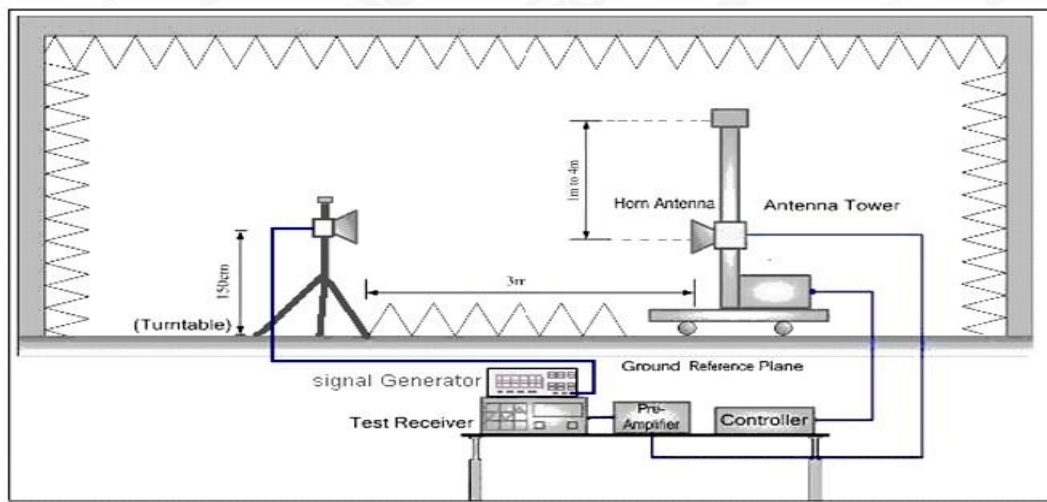 1m to 4m
Horn Antenna
Antenna Tower
150cm
3m
(Turntable)
Ground Reference Plane
signal Generator
Test Receiver
Pre-
Amplifier
Controller